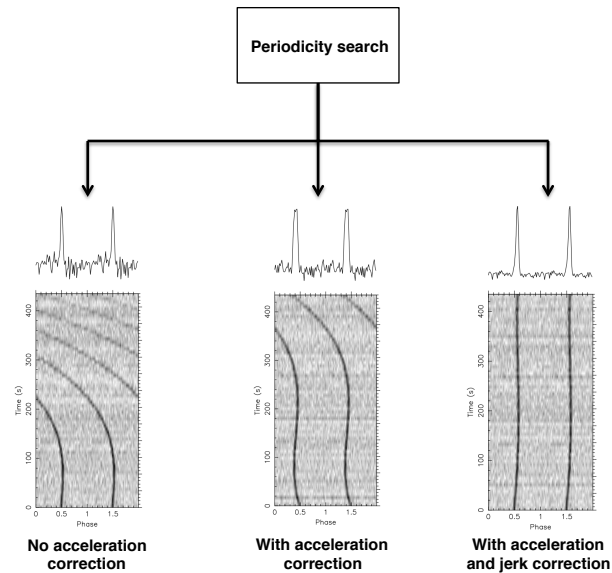 Periodicity search
400
300
200
100
0
Time (s)
0 0.5 1 1.5
Phase
No acceleration
correction
400
300
200
100
0
Time (s)
0 0.5 1 1.5
Phase
With acceleration
correction
400
300
200
100
0
Time (s)
0 0.5 1 1.5
Phase
With acceleration
and jerk correction